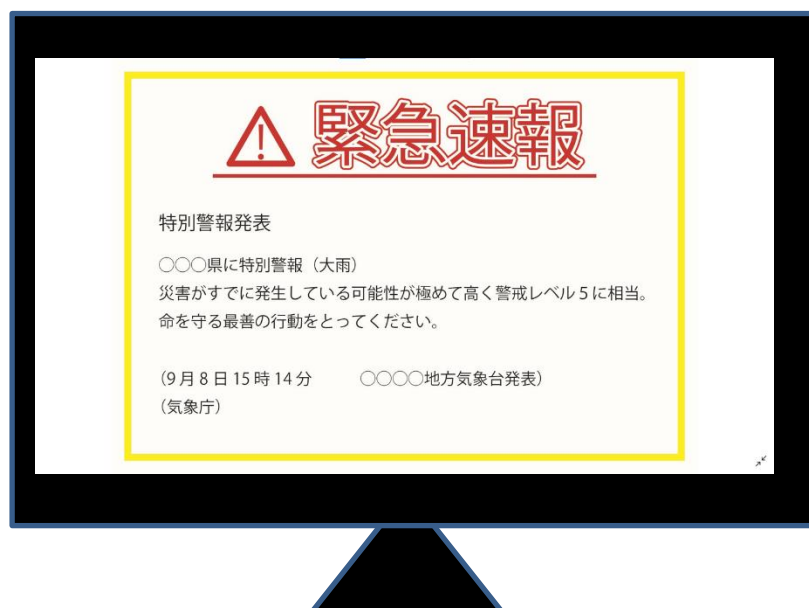 緊急速報
特別警報発表
○○○県に特別警報（大雨）
災害がすでに発生している可能性が極めて高く警戒レベル５に相当。
命を守る最善の行動をとってください。
（9月8日15時14分　　○○○○地方気象台発表）
（気象庁）